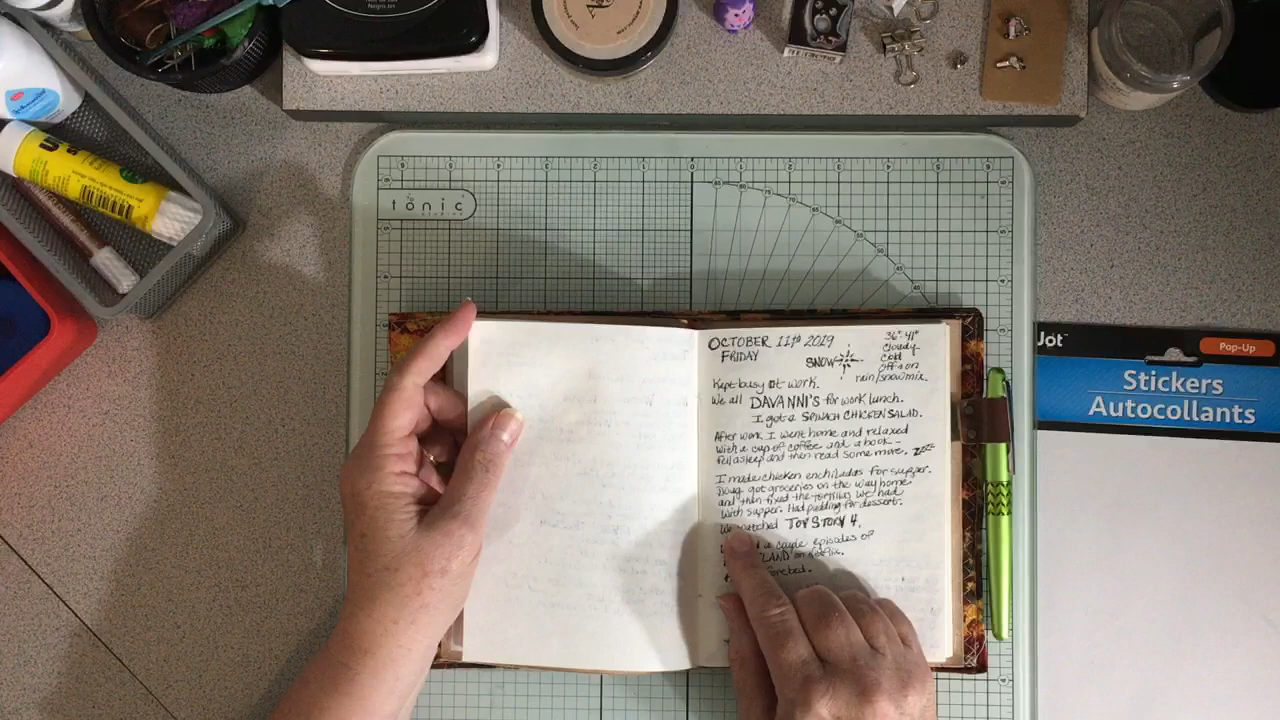 tonic
studios
Jot
Pop-Up
Stickers
Autocollants
OCTOBER 11th 2019
FRIDAY
SNOW
36°-41°
cloudy
cold
off & on
rain/snow mix.
Kept busy at work.
We all DAVANNI'S for work lunch.
I got a SPINACH CHICKEN SALAD.
After work I went home and relaxed
with a cup of coffee and a book -
fell asleep and then read some more. zzzz
I made chicken enchiladas for supper.
Doug got groceries on the way home
and then fixed the tortillas we had
with supper. Had pudding for dessert.
We watched TOY STORY 4.
a couple episodes of
LAND on Netflix.
bed.